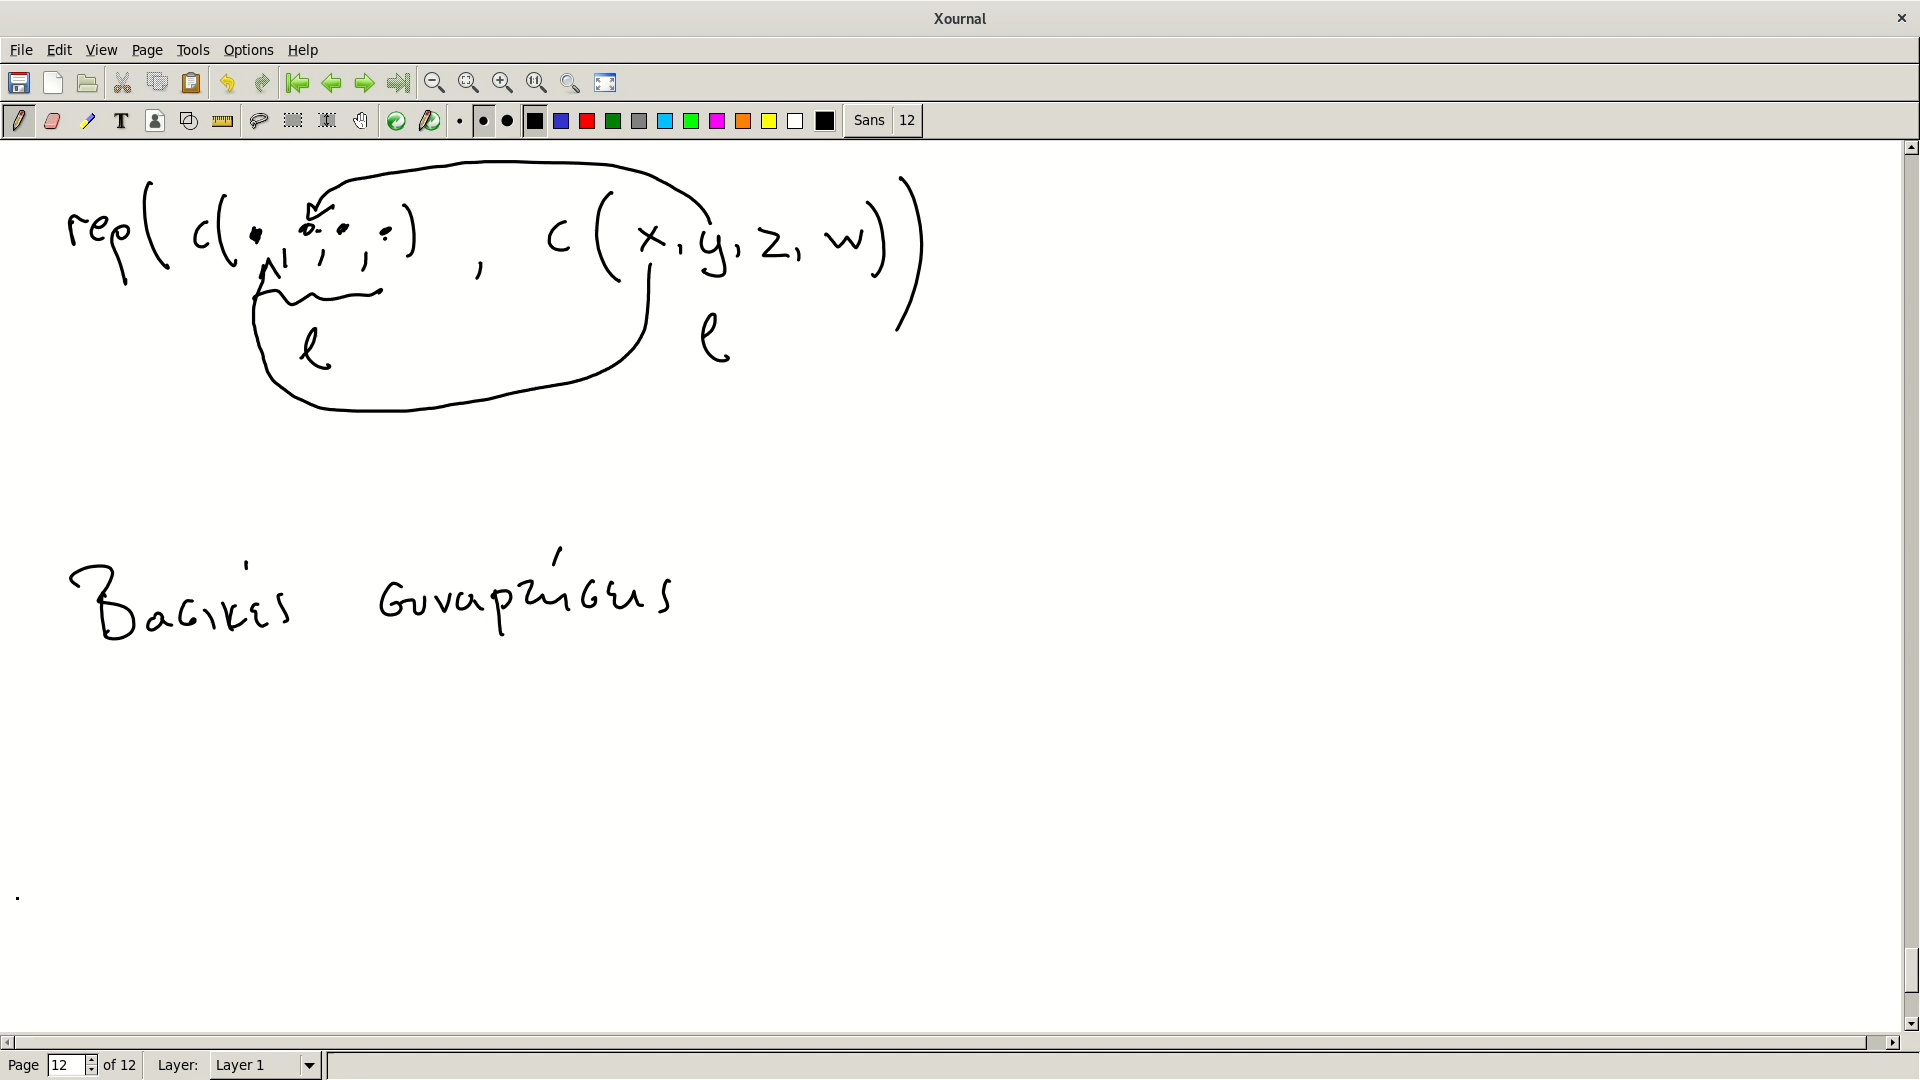 Xournal
File Edit View Page Tools Options Help
Sans 12
rep( c( ., ., ., . ) , c ( x, y, z, w ) )
l l
Βασικές συναρτήσεις
Page 12 of 12 Layer: Layer 1